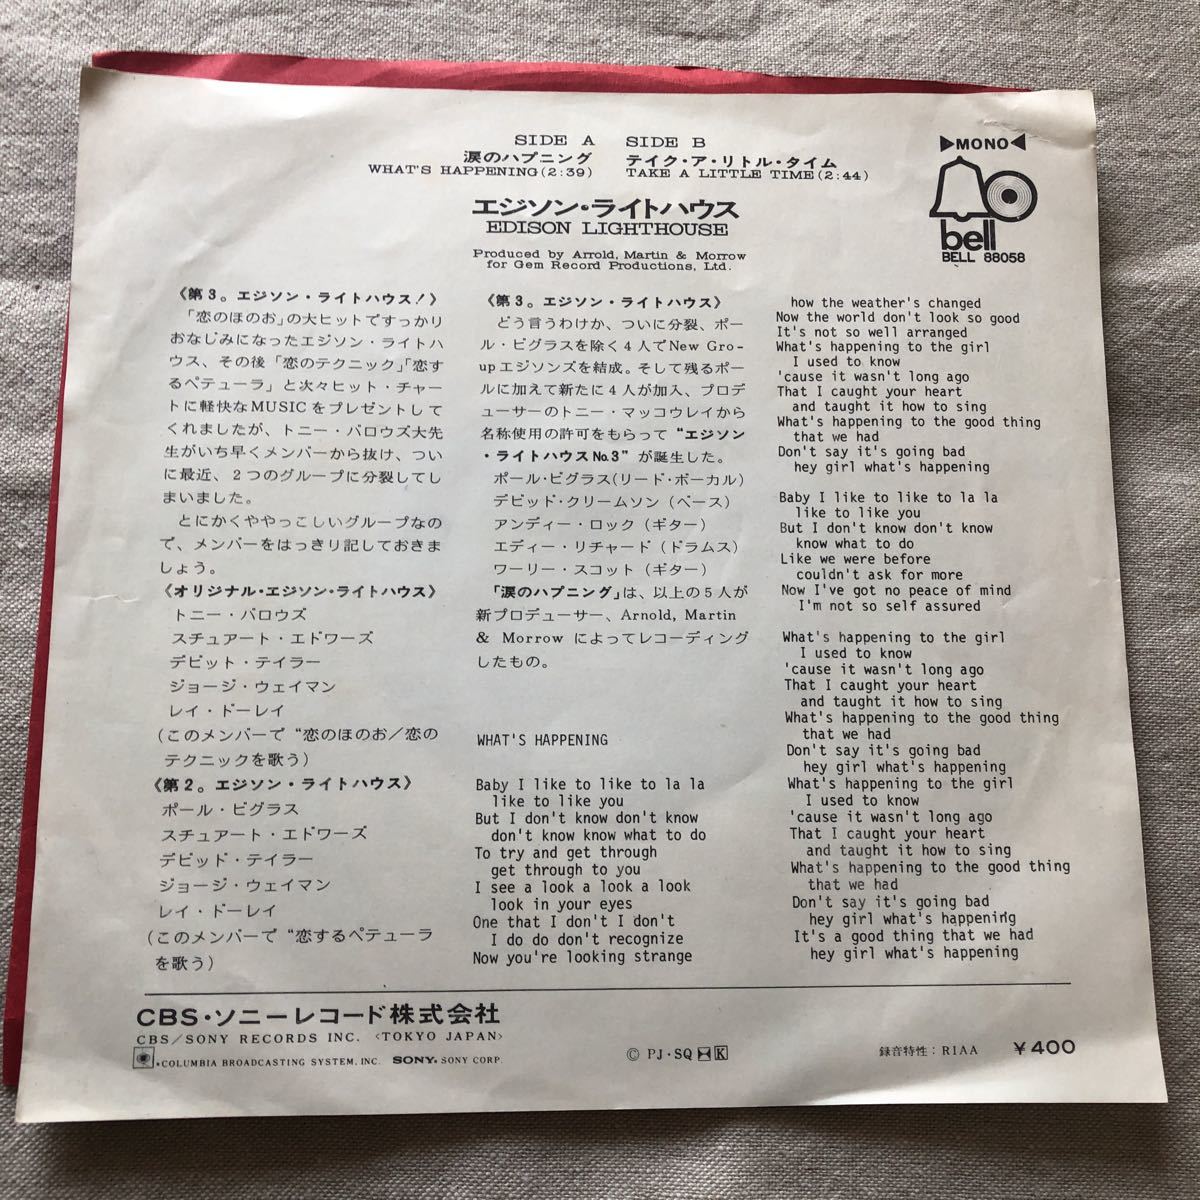 SIDE A
涙のハプニング
WHAT'S HAPPENING(2:39)
SIDE B
テイク・ア・リトル・タイム
TAKE A LITTLE TIME(2:44)
エジソン・ライトハウス
EDISON LIGHTHOUSE
Produced by Arrold, Martin & Morrow
for Gem Record Productions, Ltd.
▶MONO◀
bell
BELL 88058
《第3。エジソン・ライトハウス!》
「恋のほのお」の大ヒットですっかり
おなじみになったエジソン・ライトハ
ウス、その後「恋のテクニック」「恋す
るペテューラ」と次々ヒット・チャー
トに軽快なMUSICをプレゼントして
くれましたが、トニー・バロウズ大先
生がいち早くメンバーから抜け、つい
に最近、2つのグループに分裂してし
まいました。
とにかくややっこしいグループなの
で、メンバーをはっきり記しておきま
しょう。
《オリジナル・エジソン・ライトハウス》
トニー・バロウズ
スチュアート・エドワーズ
デビット・テイラー
ジョージ・ウェイマン
レイ・ドーレイ
(このメンバーで“恋のほのお/恋の
テクニックを歌う)
《第2。エジソン・ライトハウス》
ポール・ビグラス
スチュアート・エドワーズ
デビッド・テイラー
ジョージ・ウェイマン
レイ・ドーレイ
(このメンバーで“恋するペテューラ
を歌う)
《第3。エジソン・ライトハウス》
どう言うわけか、ついに分裂、ポー
ル・ビグラスを除く4人でNew Gro-
upエジソンズを結成。そして残るポー
ルに加えて新たに4人が加入、プロデ
ューサーのトニー・マッコウレイから
名称使用の許可をもらって“エジソン
・ライトハウスNo.3”が誕生した。
ポール・ビグラス(リード・ボーカル)
デビッド・クリームソン(ベース)
アンディー・ロック(ギター)
エディー・リチャード(ドラムス)
ワーリー・スコット(ギター)
「涙のハプニング」は、以上の5人が
新プロデューサー、Arnold, Martin
& Morrow によってレコーディング
したもの。
WHAT'S HAPPENING
Baby I like to like to la la
like to like you
But I don't know don't know
don't know know what to do
To try and get through
get through to you
I see a look a look a look
look in your eyes
One that I don't I don't
I do do don't recognize
Now you're looking strange
how the weather's changed
Now the world don't look so good
It's not so well arranged
What's happening to the girl
I used to know
'cause it wasn't long ago
That I caught your heart
and taught it how to sing
What's happening to the good thing
that we had
Don't say it's going bad
hey girl what's happening
Baby I like to like to la la
like to like you
But I don't know don't know
know what to do
Like we were before
couldn't ask for more
Now I've got no peace of mind
I'm not so self assured
What's happening to the girl
I used to know
'cause it wasn't long ago
That I caught your heart
and taught it how to sing
What's happening to the good thing
that we had
Don't say it's going bad
hey girl what's happening
What's happening to the girl
I used to know
'cause it wasn't long ago
That I caught your heart
and taught it how to sing
What's happening to the good thing
that we had
Don't say it's going bad
hey girl what's happening
It's a good thing that we had
hey girl what's happening
CBS・ソニーレコード株式会社
CBS/SONY RECORDS INC. <TOKYO JAPAN>
•COLUMBIA BROADCASTING SYSTEM, INC. SONY® SONY CORP.
© PJ・SQ K
録音特性:RIAA ¥400